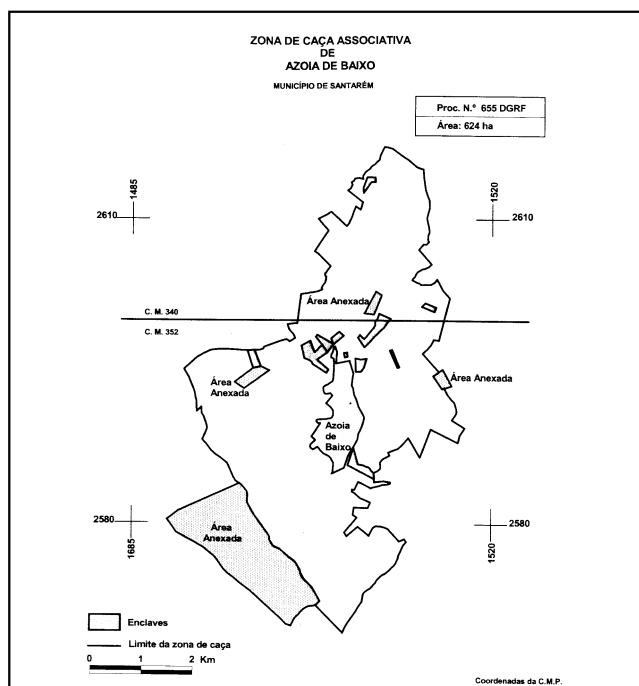 ZONA DE CAÇA ASSOCIATIVA
DE
AZOIA DE BAIXO
MUNICÍPIO DE SANTARÉM
Proc. N.º 655 DGRF
Área: 624 ha
1485
1520
2610
2610
Área Anexada
C. M. 340
C. M. 352
Área
Anexada
Área Anexada
Azoia
de
Baixo
2580
1685
Área
Anexada
2580
1520
Enclaves
Limite da zona de caça
0 1 2 Km
Coordenadas da C.M.P.